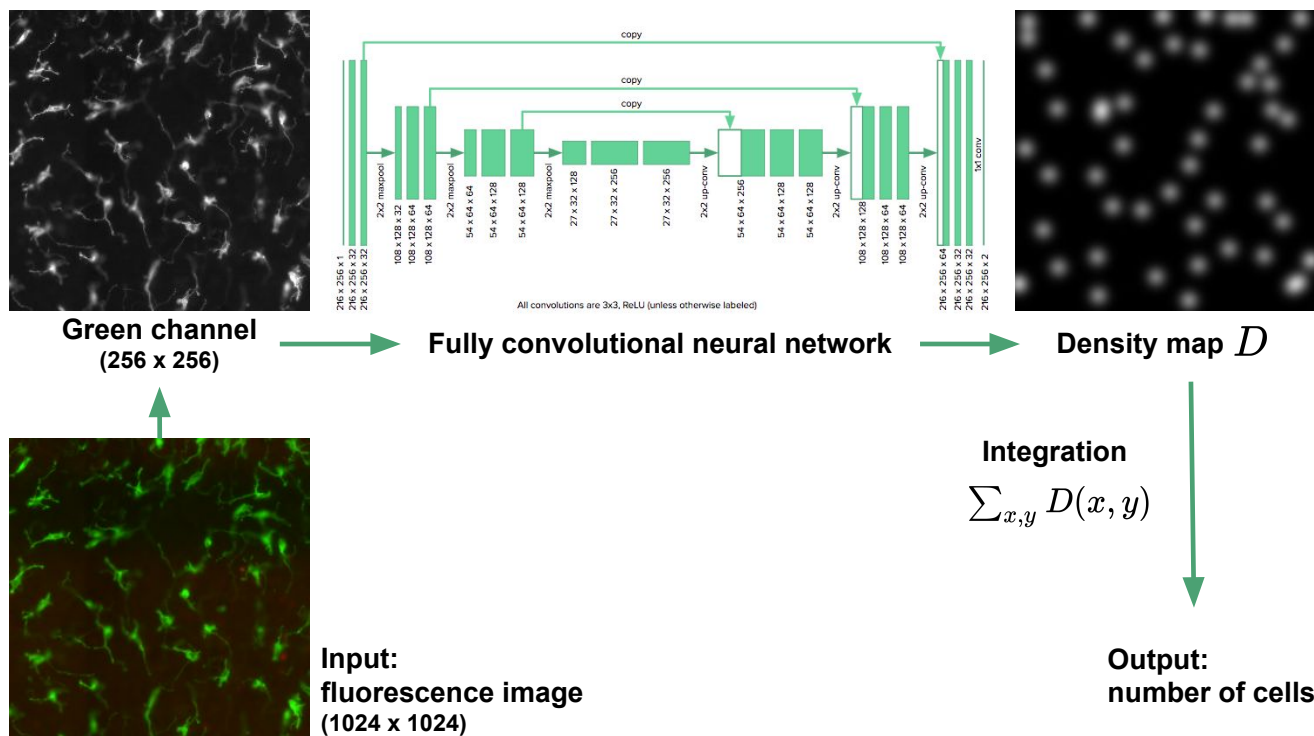 copy
copy
copy
2x2 maxpool
2x2 maxpool
2x2 maxpool
2x2 up-conv
2x2 up-conv
2x2 up-conv
1x1 conv
216 x 256 x 1
216 x 256 x 32
216 x 256 x 32
108 x 128 x 32
108 x 128 x 64
108 x 128 x 64
54 x 64 x 64
54 x 64 x 128
54 x 64 x 128
27 x 32 x 128
27 x 32 x 256
27 x 32 x 256
54 x 64 x 256
54 x 64 x 128
54 x 64 x 128
108 x 128 x 128
108 x 128 x 64
108 x 128 x 64
216 x 256 x 64
216 x 256 x 32
216 x 256 x 32
216 x 256 x 2
All convolutions are 3x3, ReLU (unless otherwise labeled)
Green channel
(256 x 256)
Fully convolutional neural network
Density map D
Integration
∑x,y D(x, y)
Input:
fluorescence image
(1024 x 1024)
Output:
number of cells